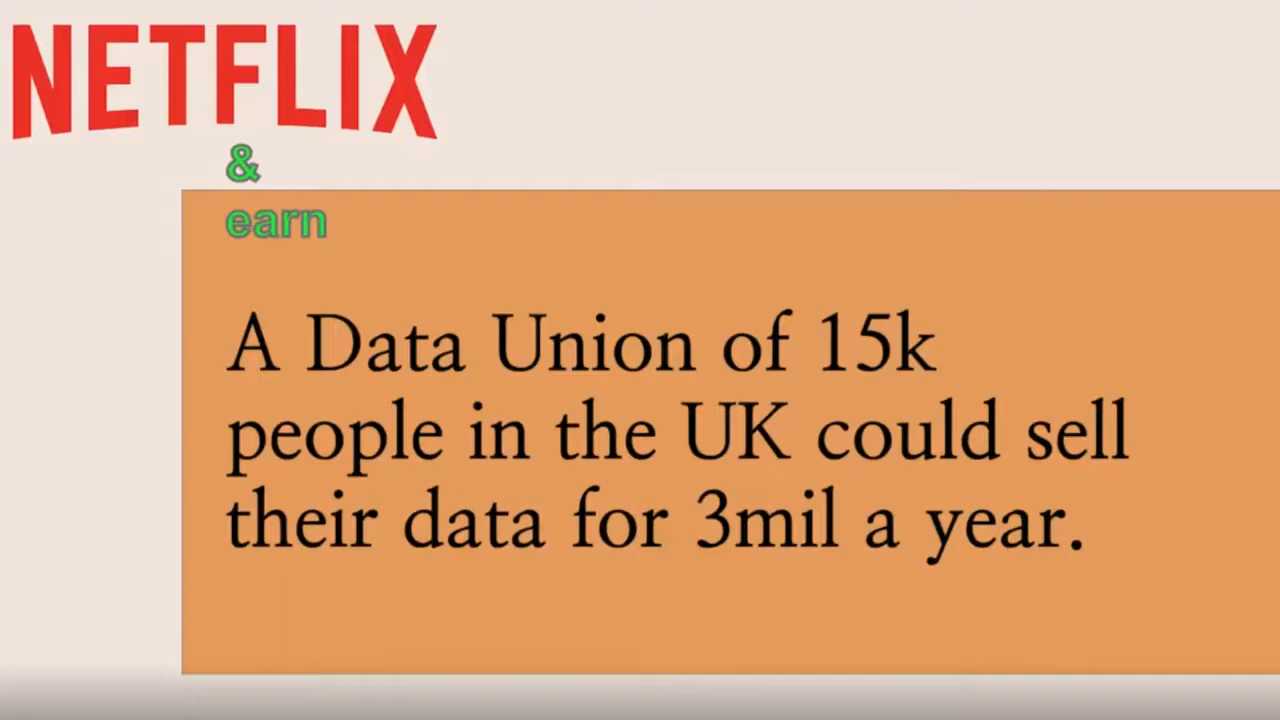 NETFLIX
&
earn
A Data Union of 15k
people in the UK could sell
their data for 3mil a year.